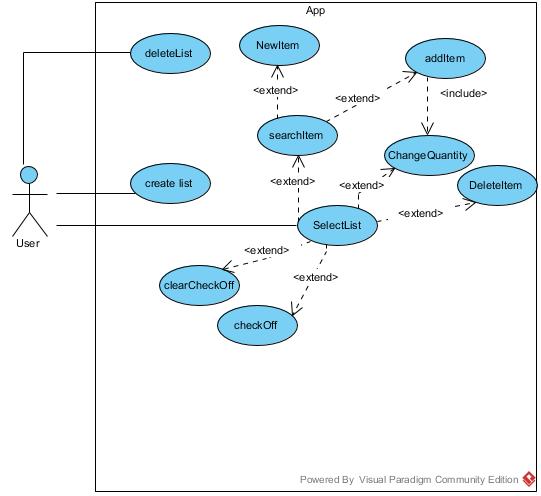 App
deleteList
NewItem
addItem
<extend>
<extend>
<include>
searchItem
ChangeQuantity
create list
<extend>
<extend>
DeleteItem
<extend>
SelectList
User
<extend>
<extend>
clearCheckOff
checkOff
Powered By Visual Paradigm Community Edition